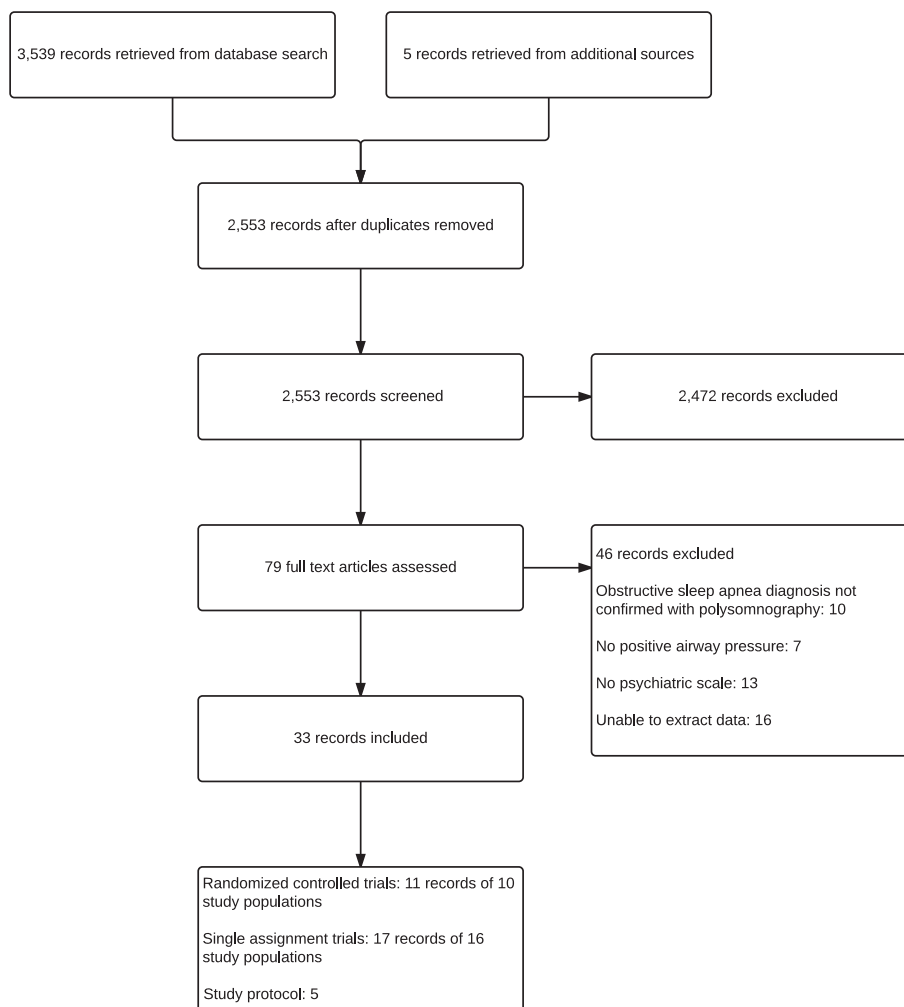 3,539 records retrieved from database search
5 records retrieved from additional sources
2,553 records after duplicates removed
2,553 records screened
2,472 records excluded
79 full text articles assessed
46 records excluded
Obstructive sleep apnea diagnosis not
confirmed with polysomnography: 10
No positive airway pressure: 7
No psychiatric scale: 13
Unable to extract data: 16
33 records included
Randomized controlled trials: 11 records of 10
study populations
Single assignment trials: 17 records of 16
study populations
Study protocol: 5